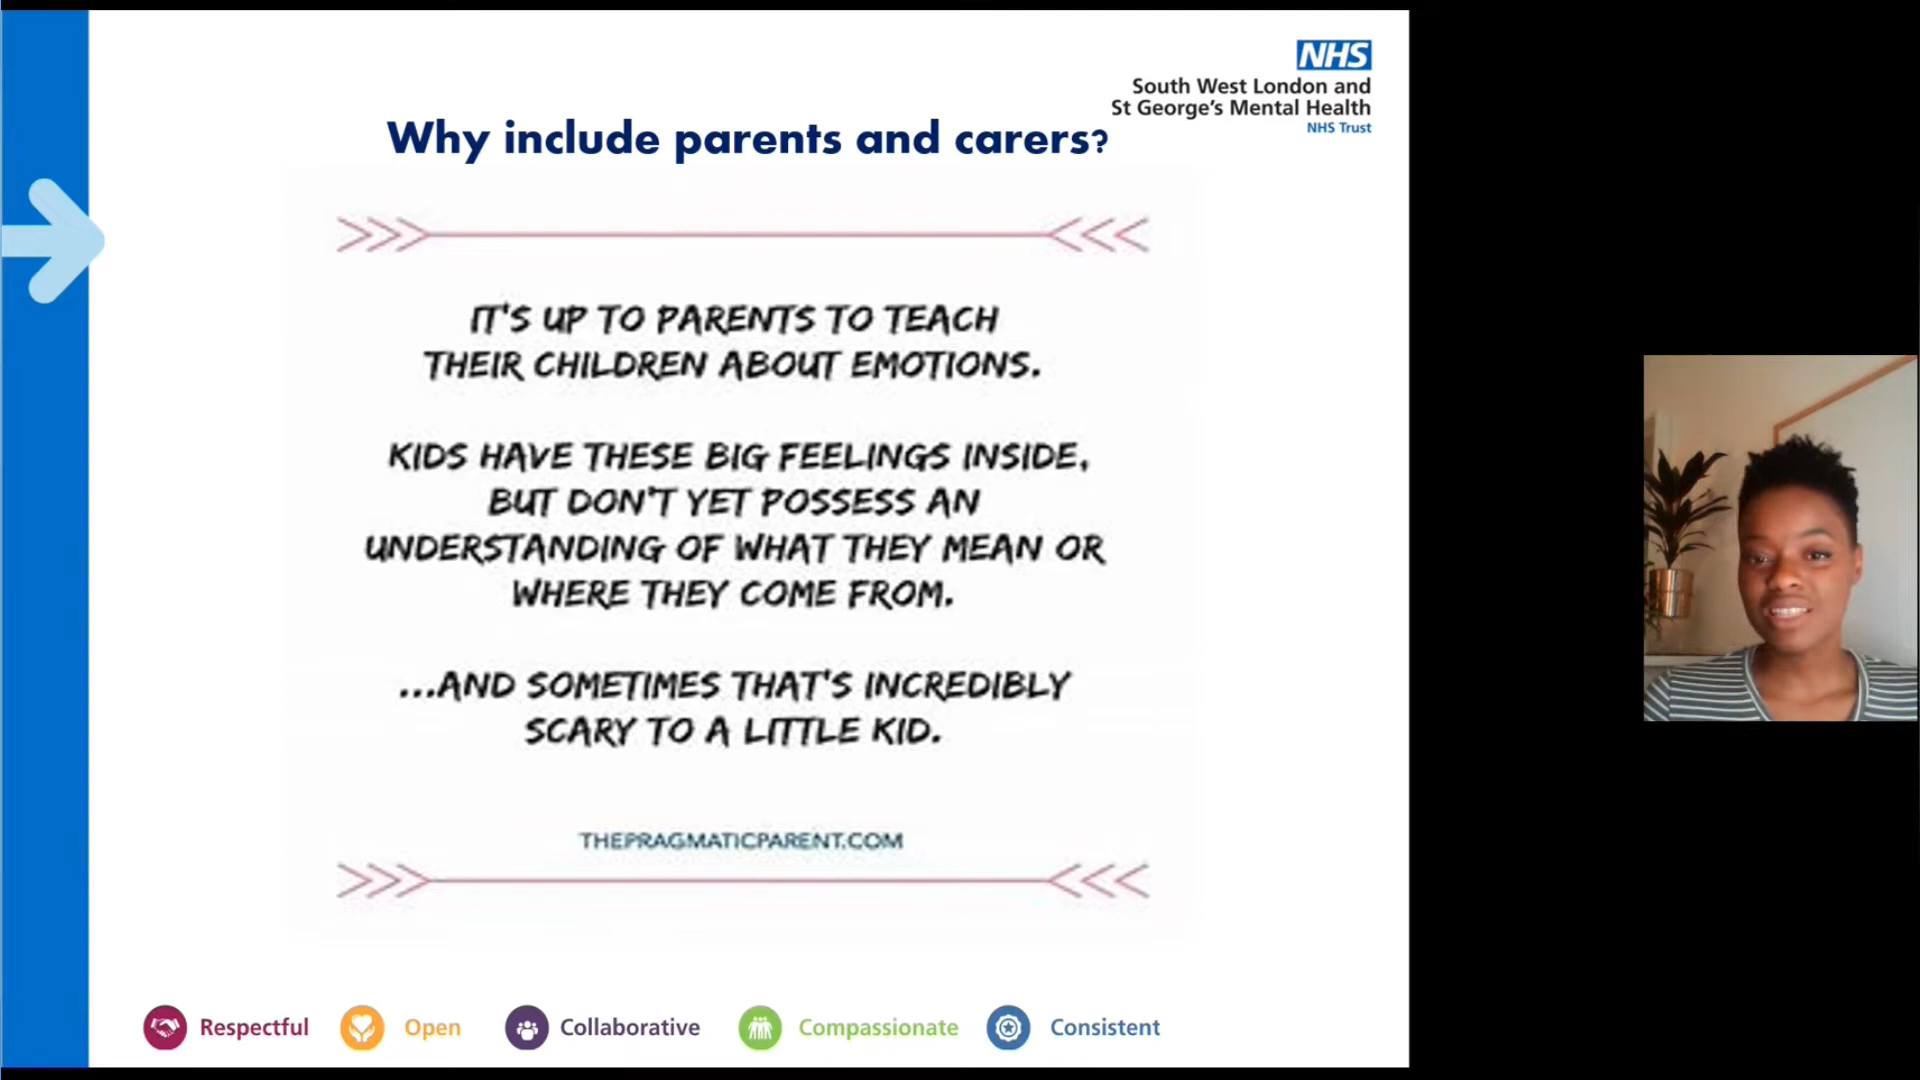 NHS
South West London and
St George's Mental Health
NHS Trust
Why include parents and carers?
IT'S UP TO PARENTS TO TEACH
THEIR CHILDREN ABOUT EMOTIONS.
KIDS HAVE THESE BIG FEELINGS INSIDE,
BUT DON'T YET POSSESS AN
UNDERSTANDING OF WHAT THEY MEAN OR
WHERE THEY COME FROM.
...AND SOMETIMES THAT'S INCREDIBLY
SCARY TO A LITTLE KID.
THEPRAGMATICPARENT.COM
Respectful
Open
Collaborative
Compassionate
Consistent